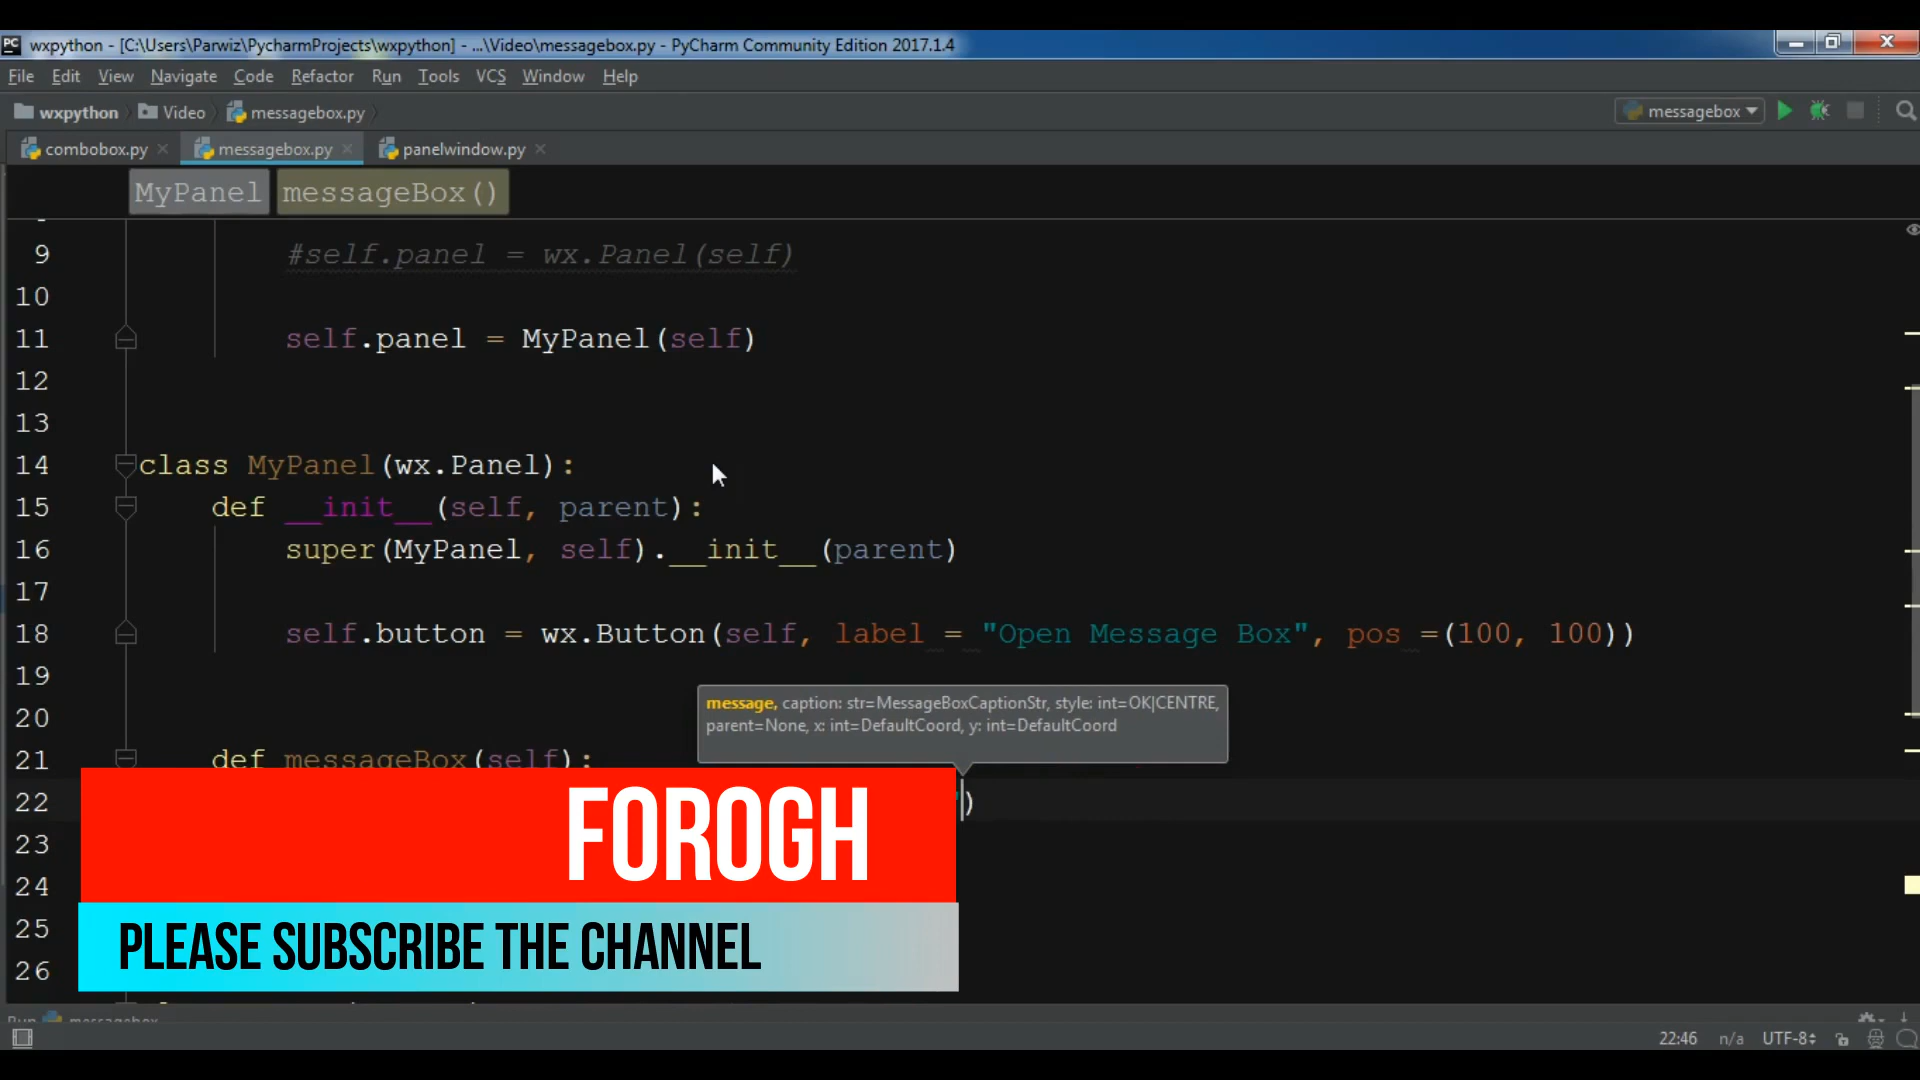 wxpython - [C:\Users\Parwiz\PycharmProjects\wxpython] - ...\Video\messagebox.py - PyCharm Community Edition 2017.1.4
File Edit View Navigate Code Refactor Run Tools VCS Window Help
wxpython Video messagebox.py messagebox
combobox.py messagebox.py panelwindow.py
MyPanel messageBox()
9 #self.panel = wx.Panel(self)
10
11 self.panel = MyPanel(self)
12
13
14 class MyPanel(wx.Panel):
15 def __init__(self, parent):
16 super(MyPanel, self).__init__(parent)
17
18 self.button = wx.Button(self, label = "Open Message Box", pos =(100, 100))
19
message, caption: str=MessageBoxCaptionStr, style: int=OK|CENTRE,
parent=None, x: int=DefaultCoord, y: int=DefaultCoord
20
21 def messageBox(self):
22 )
23
FOROGH
24
25
PLEASE SUBSCRIBE THE CHANNEL
26
Run messagebox
22:46 n/a UTF-8